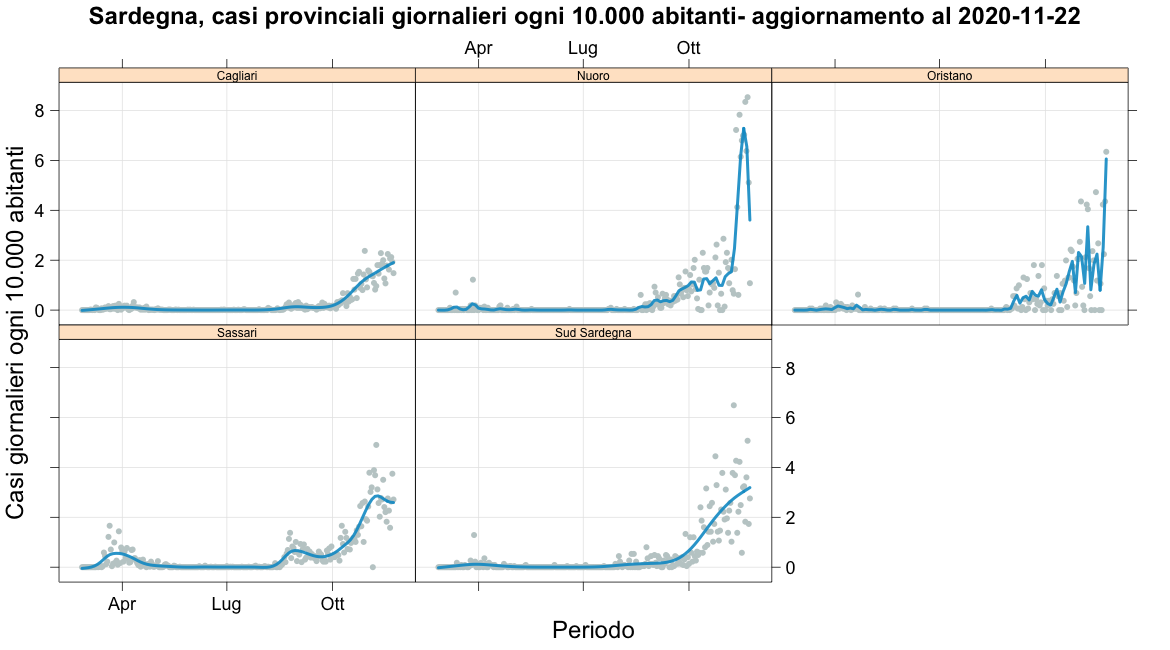 Sardegna, casi provinciali giornalieri ogni 10.000 abitanti- aggiornamento al 2020-11-22
Apr Lug Ott
Cagliari Nuoro Oristano
8
6
4
2
0
Sassari Sud Sardegna
8
6
4
2
0
Casi giornalieri ogni 10.000 abitanti
Apr Lug Ott
Periodo